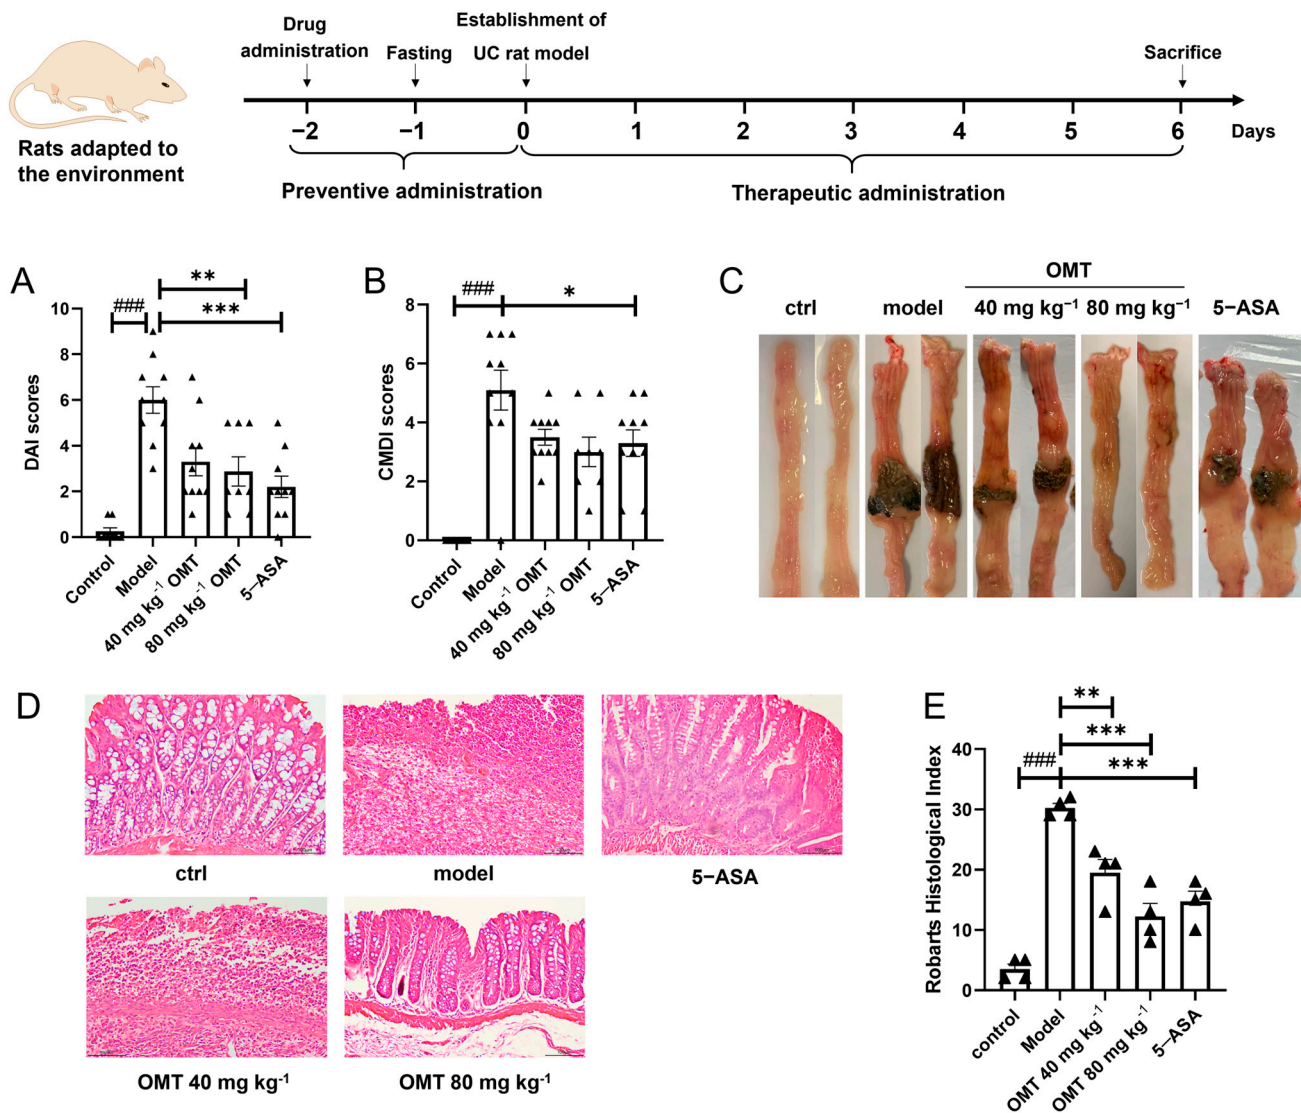 Drug
administration
Fasting
Establishment of
UC rat model
Sacrifice
−2
−1
0
1
2
3
4
5
6
Days
Rats adapted to
the environment
Preventive administration
Therapeutic administration
A
DAI scores
10
8
6
4
2
0
###
**
***
Control
Model
40 mg kg⁻¹ OMT
80 mg kg⁻¹ OMT
5−ASA
B
CMDI scores
8
6
4
2
0
###
*
Control
Model
40 mg kg⁻¹ OMT
80 mg kg⁻¹ OMT
5−ASA
C
OMT
ctrl
model
40 mg kg⁻¹
80 mg kg⁻¹
5−ASA
D
ctrl
model
5−ASA
OMT 40 mg kg⁻¹
OMT 80 mg kg⁻¹
E
Robarts Histological Index
40
30
20
10
0
###
**
***
***
control
Model
OMT 40 mg kg⁻¹
OMT 80 mg kg⁻¹
5−ASA